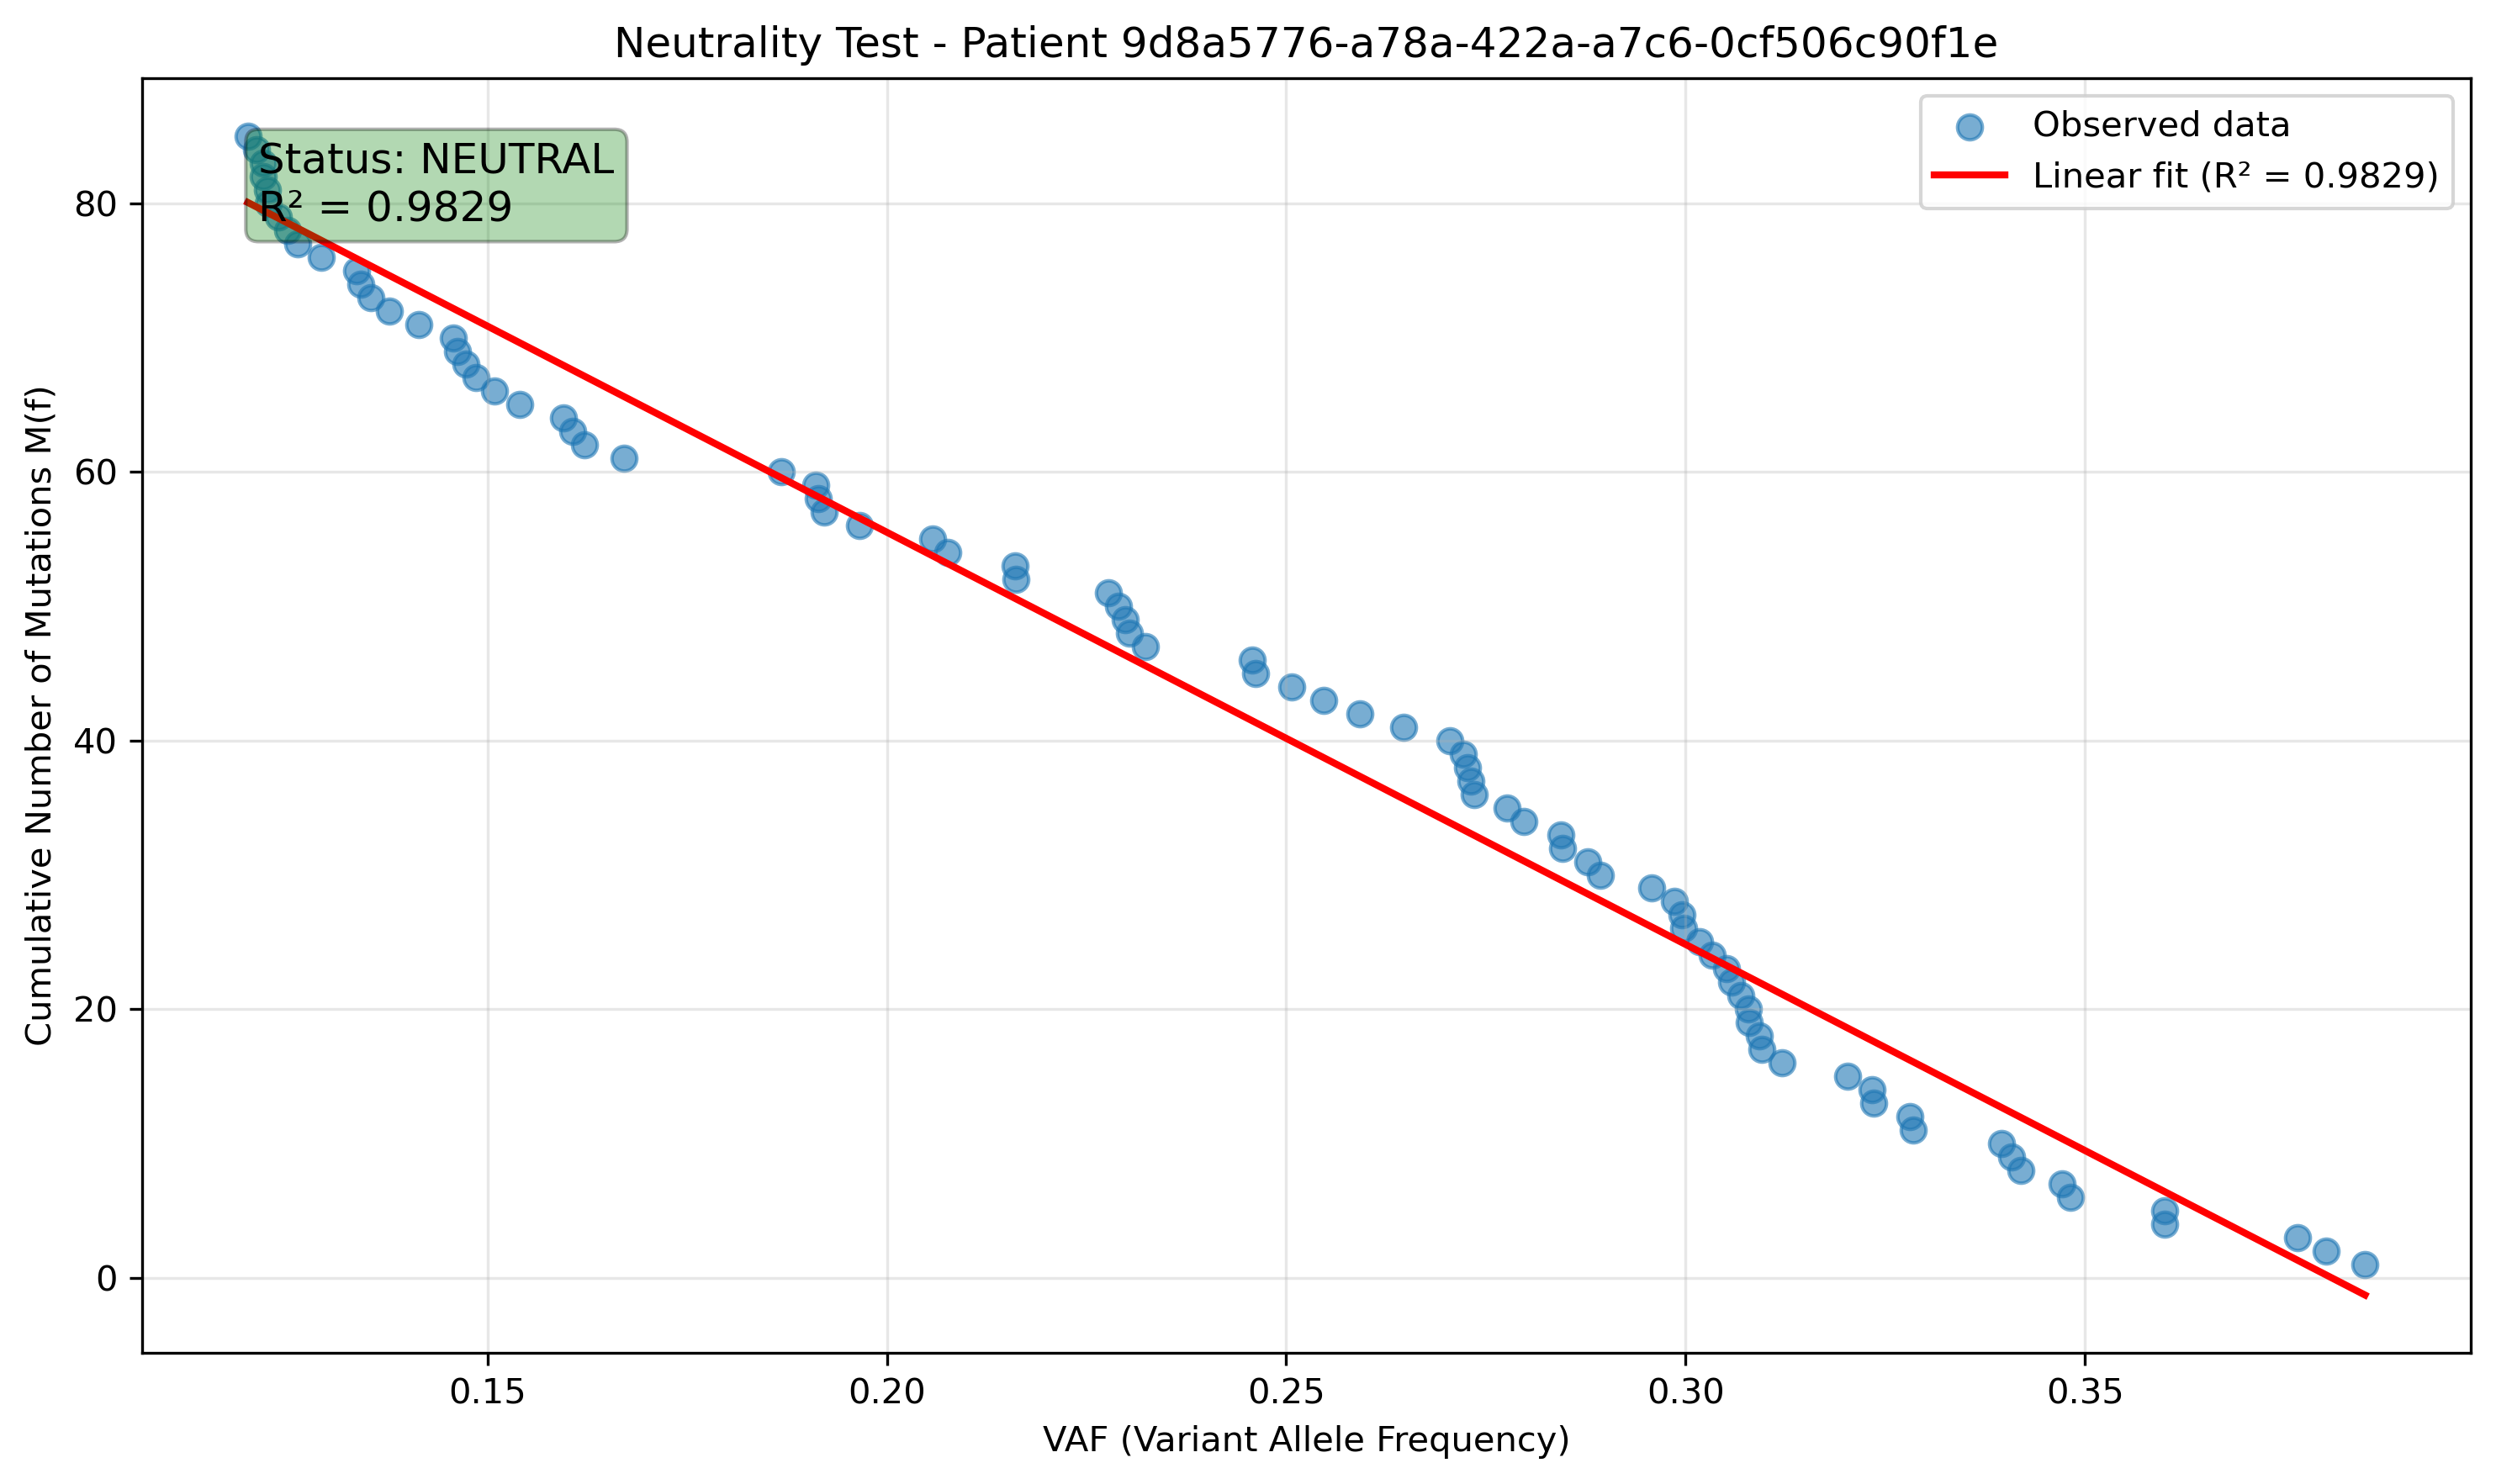 Neutrality Test - Patient 9d8a5776-a78a-422a-a7c6-0cf506c90f1e
Status: NEUTRAL
R² = 0.9829
Observed data
Linear fit (R² = 0.9829)
Cumulative Number of Mutations M(f)
80
60
40
20
0
0.15
0.20
0.25
0.30
0.35
VAF (Variant Allele Frequency)